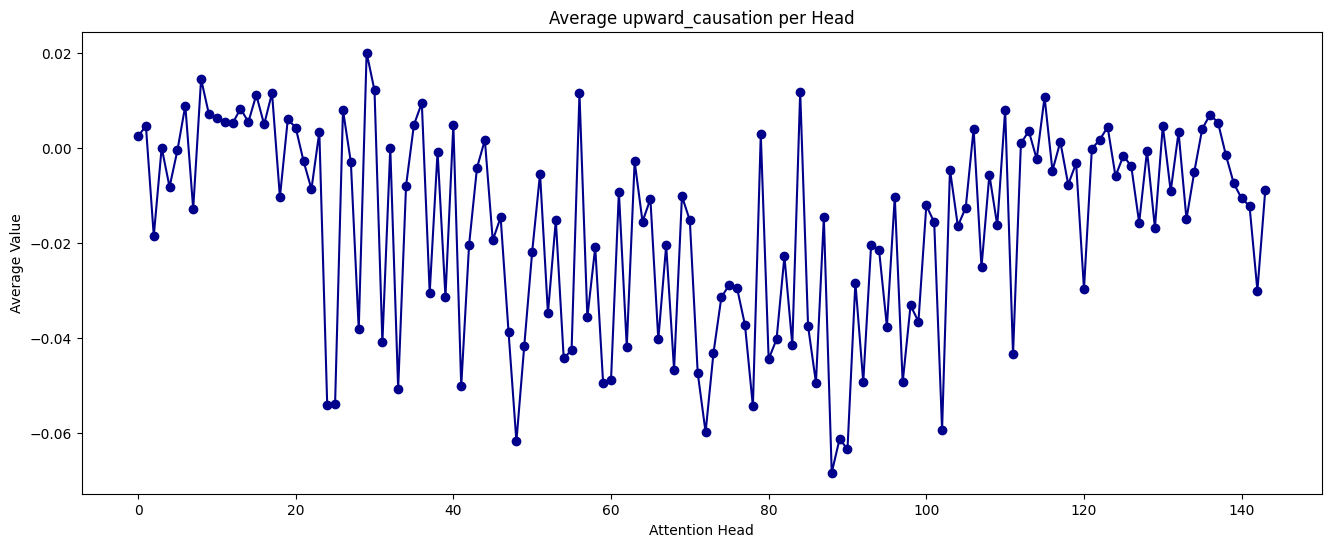 Average upward_causation per Head
0.02
0.00
−0.02
−0.04
−0.06
Average Value
0 20 40 60 80 100 120 140
Attention Head